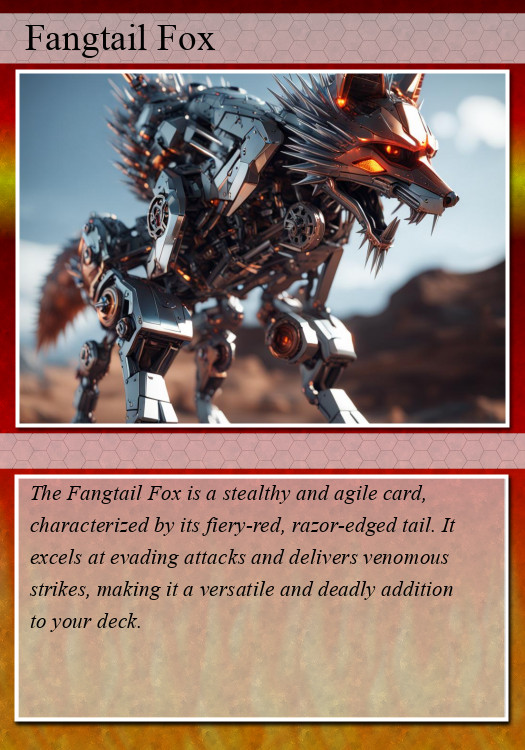 Fangtail Fox
The Fangtail Fox is a stealthy and agile card,
characterized by its fiery-red, razor-edged tail. It
excels at evading attacks and delivers venomous
strikes, making it a versatile and deadly addition
to your deck.